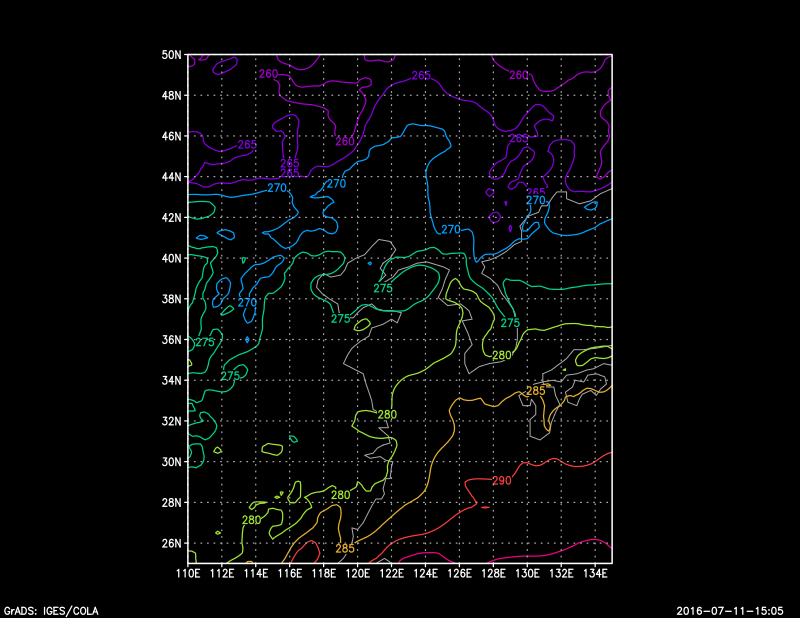 50N
260 265 260
48N
46N
265 260 265
265
44N
265
270 270 265
270
42N
270
40N
275
38N
270
275 275
36N
275
280
34N
275
285
32N
280
30N
290
28N
280
280
26N
285
110E 112E 114E 116E 118E 120E 122E 124E 126E 128E 130E 132E 134E
GrADS: IGES/COLA 2016-07-11-15:05